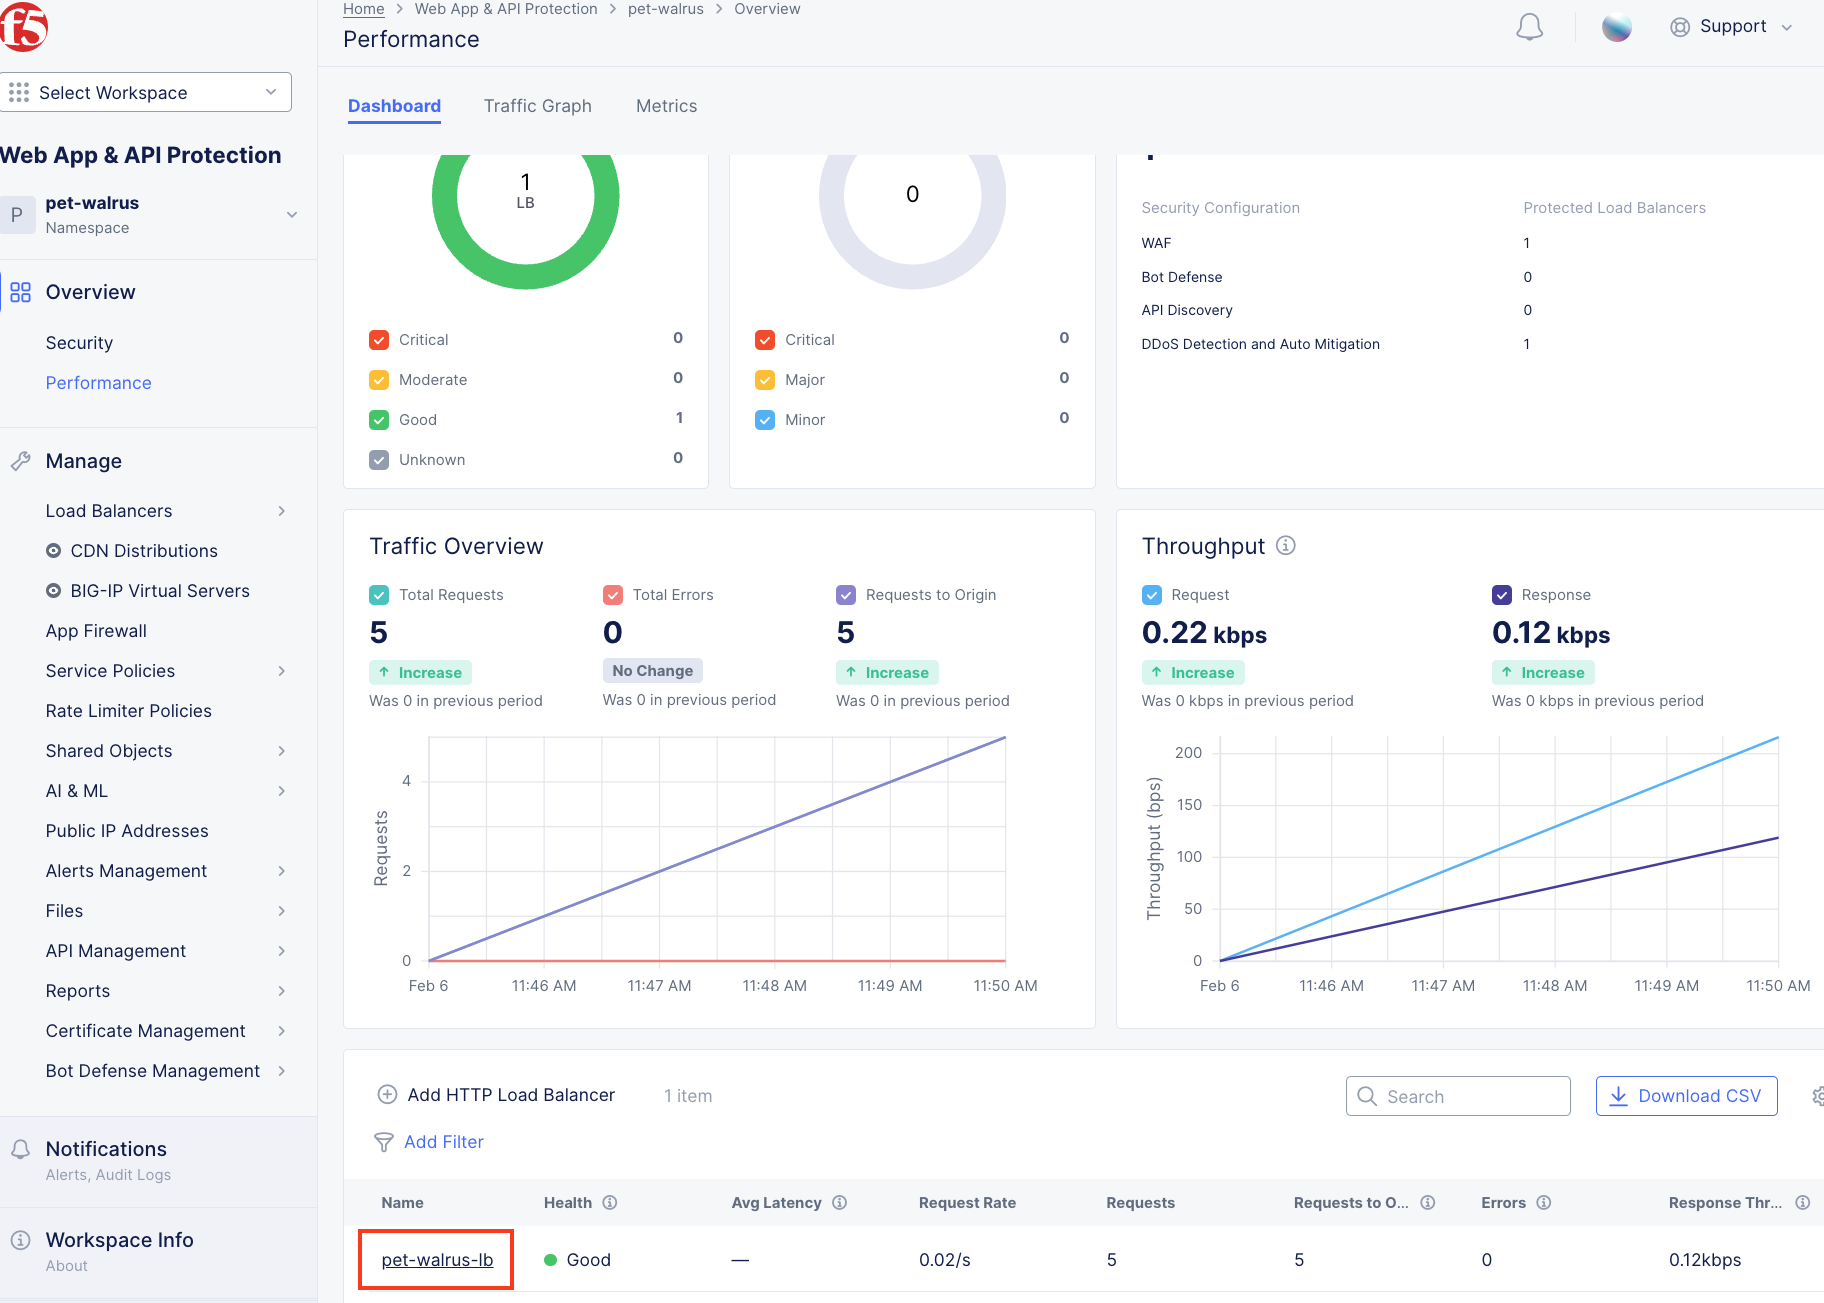 f5
Home > Web App & API Protection > pet-walrus > Overview
Performance
Support
Select Workspace
Dashboard
Traffic Graph
Metrics
Web App & API Protection
P
pet-walrus
Namespace
Overview
Security
Performance
Manage
Load Balancers
CDN Distributions
BIG-IP Virtual Servers
App Firewall
Service Policies
Rate Limiter Policies
Shared Objects
AI & ML
Public IP Addresses
Alerts Management
Files
API Management
Reports
Certificate Management
Bot Defense Management
Notifications
Alerts, Audit Logs
Workspace Info
About
1
LB
Critical 0
Moderate 0
Good 1
Unknown 0
0
Critical 0
Major 0
Minor 0
Security Configuration Protected Load Balancers
WAF 1
Bot Defense 0
API Discovery 0
DDoS Detection and Auto Mitigation 1
Traffic Overview
Total Requests Total Errors Requests to Origin
5 0 5
Increase No Change Increase
Was 0 in previous period Was 0 in previous period Was 0 in previous period
Requests
4
2
0
Feb 6 11:46 AM 11:47 AM 11:48 AM 11:49 AM 11:50 AM
Throughput
Request Response
0.22 kbps 0.12 kbps
Increase Increase
Was 0 kbps in previous period Was 0 kbps in previous period
Throughput (bps)
200
150
100
50
0
Feb 6 11:46 AM 11:47 AM 11:48 AM 11:49 AM 11:50 AM
Add HTTP Load Balancer 1 item Search Download CSV
Add Filter
Name Health Avg Latency Request Rate Requests Requests to O... Errors Response Thr...
pet-walrus-lb Good — 0.02/s 5 5 0 0.12kbps